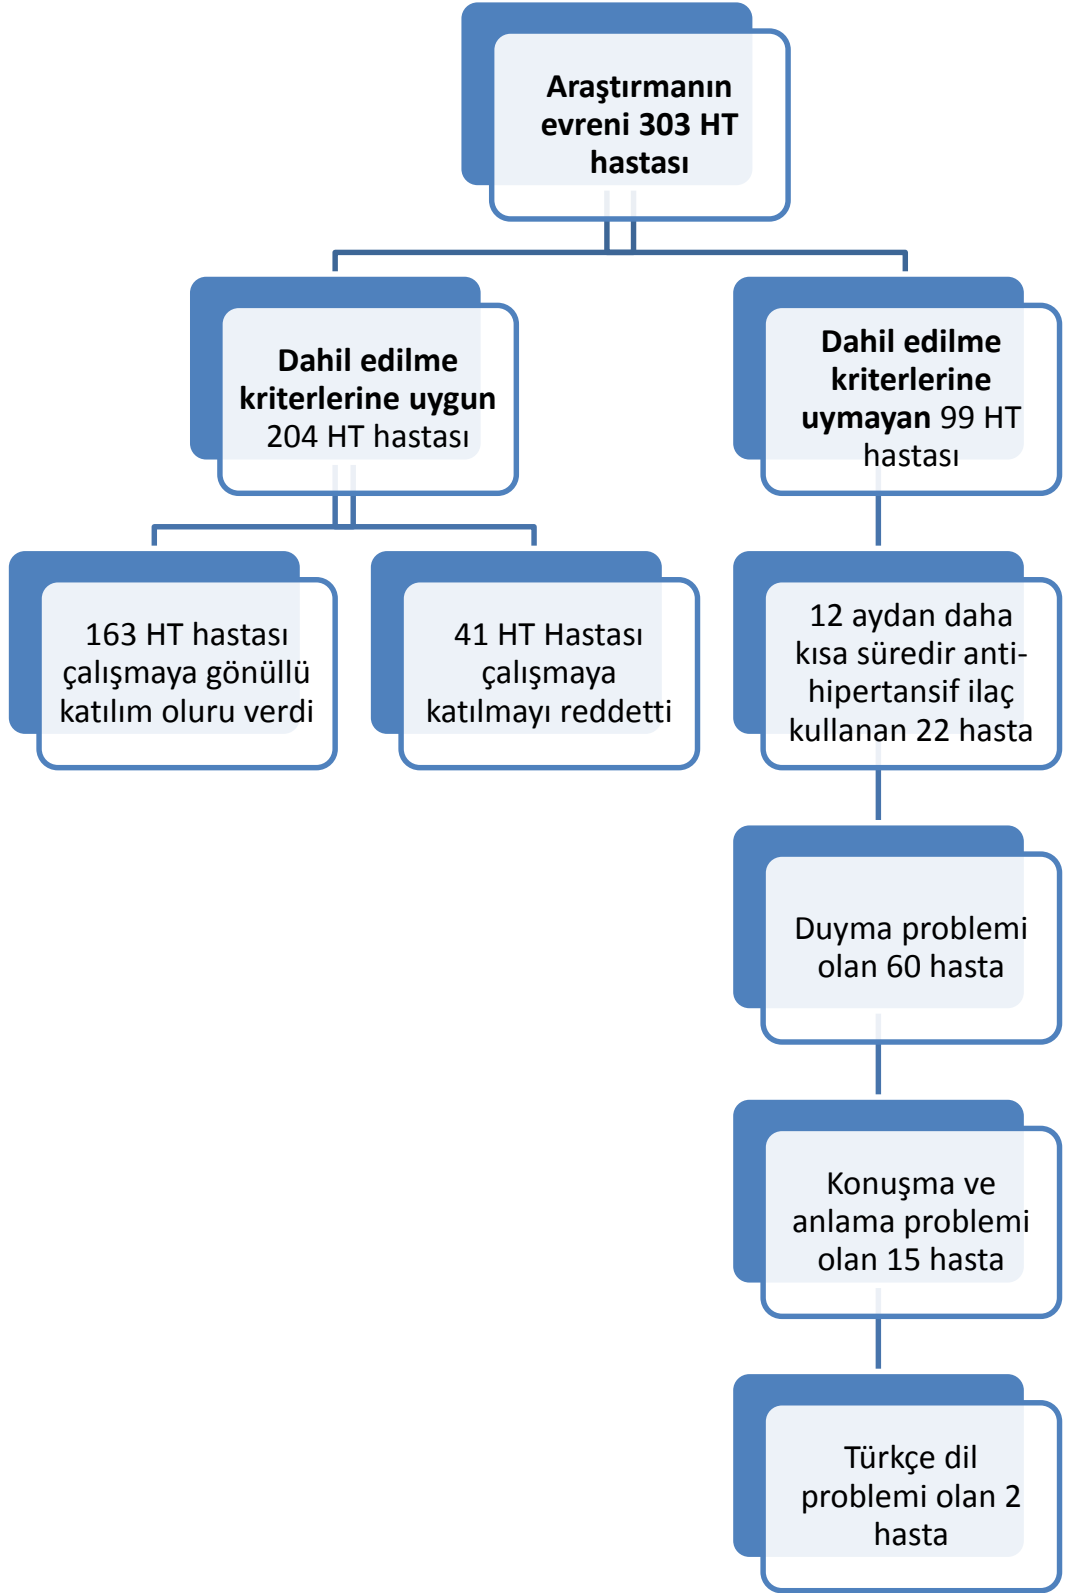 Araştırmanın
evreni 303 HT
hastası
Dahil edilme
kriterlerine uygun
204 HT hastası
Dahil edilme
kriterlerine
uymayan 99 HT
hastası
163 HT hastası
çalışmaya gönüllü
katılım oluru verdi
41 HT Hastası
çalışmaya
katılmayı reddetti
12 aydan daha
kısa süredir anti-
hipertansif ilaç
kullanan 22 hasta
Duyma problemi
olan 60 hasta
Konuşma ve
anlama problemi
olan 15 hasta
Türkçe dil
problemi olan 2
hasta